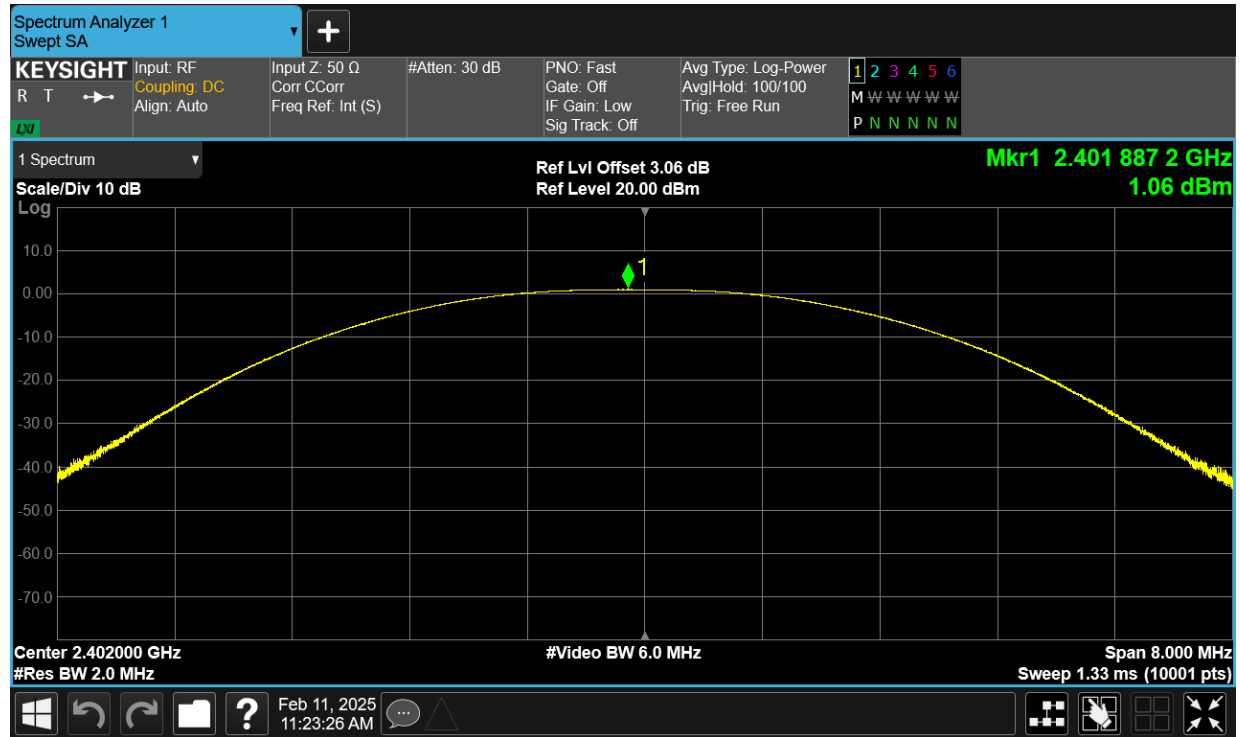 Spectrum Analyzer 1
Swept SA
KEYSIGHT
R T
LXI
Input: RF
Coupling: DC
Align: Auto
Input Z: 50 Ω
Corr CCorr
Freq Ref: Int (S)
#Atten: 30 dB
PNO: Fast
Gate: Off
IF Gain: Low
Sig Track: Off
Avg Type: Log-Power
Avg|Hold: 100/100
Trig: Free Run
1 2 3 4 5 6
M W W W W W
P N N N N N
1 Spectrum
Scale/Div 10 dB
Log
Ref Lvl Offset 3.06 dB
Ref Level 20.00 dBm
Mkr1 2.401 887 2 GHz
1.06 dBm
10.0
0.00
-10.0
-20.0
-30.0
-40.0
-50.0
-60.0
-70.0
1
Center 2.402000 GHz
#Res BW 2.0 MHz
#Video BW 6.0 MHz
Span 8.000 MHz
Sweep 1.33 ms (10001 pts)
?
Feb 11, 2025
11:23:26 AM